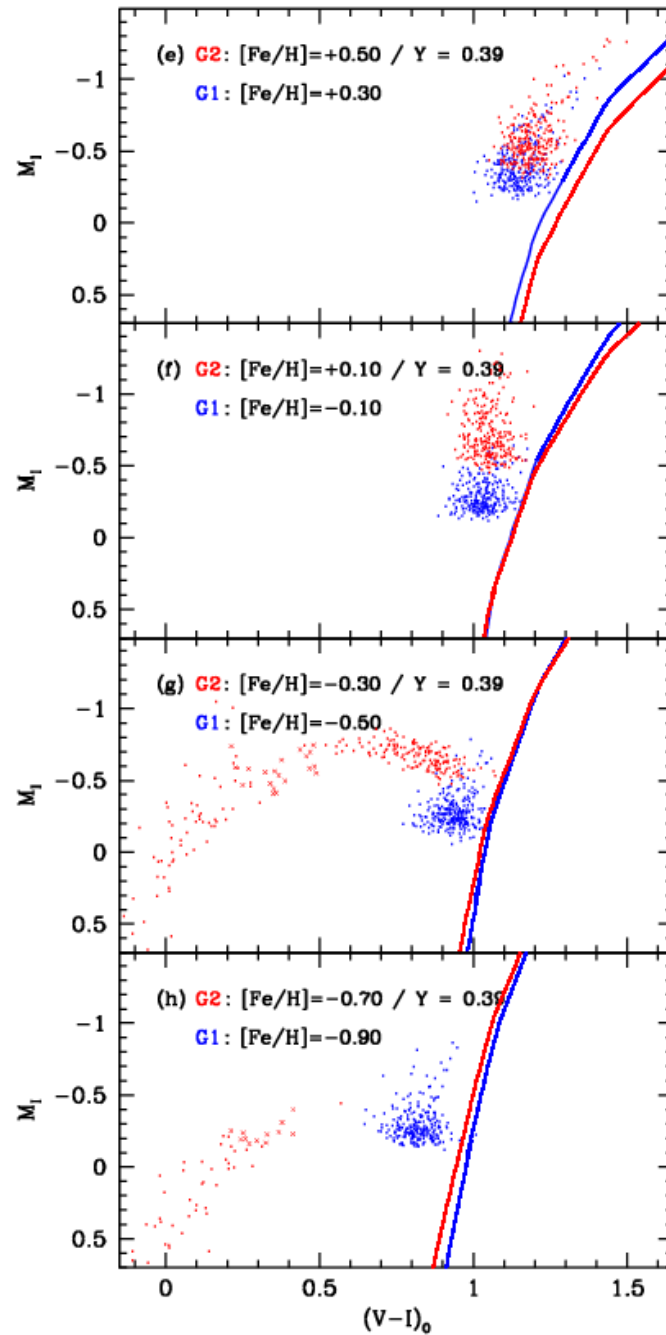 (e) G2: [Fe/H]=+0.50 / Y = 0.39
G1: [Fe/H]=+0.30
-1
-0.5
0
0.5
M_I
(f) G2: [Fe/H]=+0.10 / Y = 0.39
G1: [Fe/H]=−0.10
-1
-0.5
0
0.5
M_I
(g) G2: [Fe/H]=−0.30 / Y = 0.39
G1: [Fe/H]=−0.50
-1
-0.5
0
0.5
M_I
(h) G2: [Fe/H]=−0.70 / Y = 0.39
G1: [Fe/H]=−0.90
-1
-0.5
0
0.5
M_I
0 0.5 1 1.5
(V−I)₀